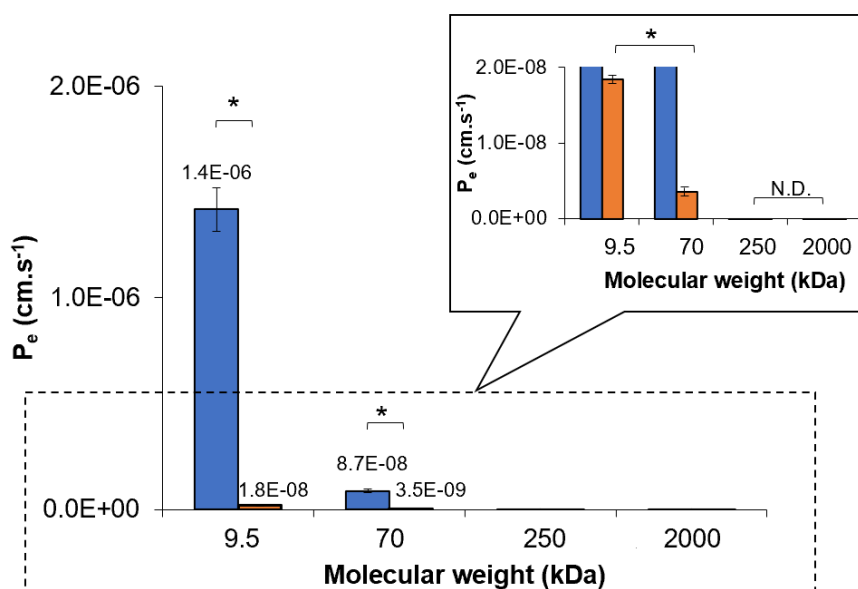 2.0E-06
1.0E-06
0.0E+00
Pe (cm.s-1)
*
1.4E-06
1.8E-08
*
8.7E-08
3.5E-09
9.5 70 250 2000
Molecular weight (kDa)
2.0E-08
1.0E-08
0.0E+00
Pe (cm.s-1)
*
N.D.
9.5 70 250 2000
Molecular weight (kDa)